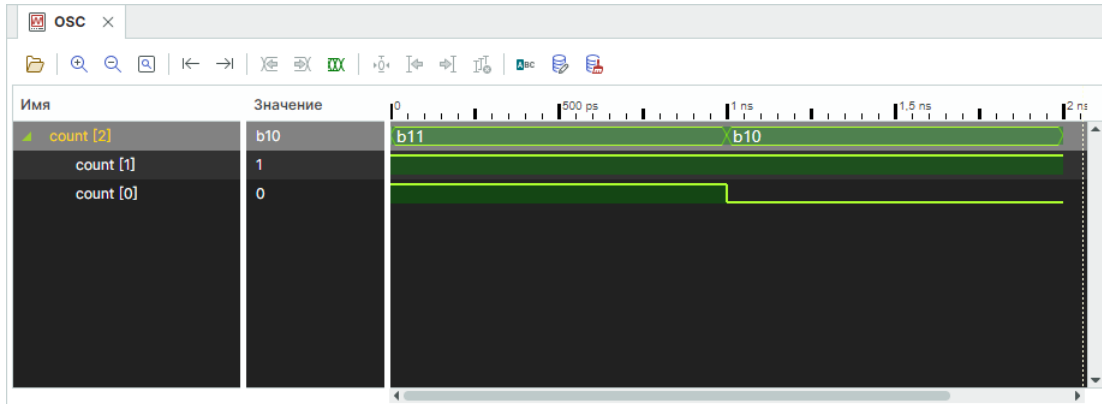 OSC ×
ABC
Имя Значение 0 500 ps 1 ns 1,5 ns 2 ns
count [2] b10 b11 b10
count [1] 1
count [0] 0